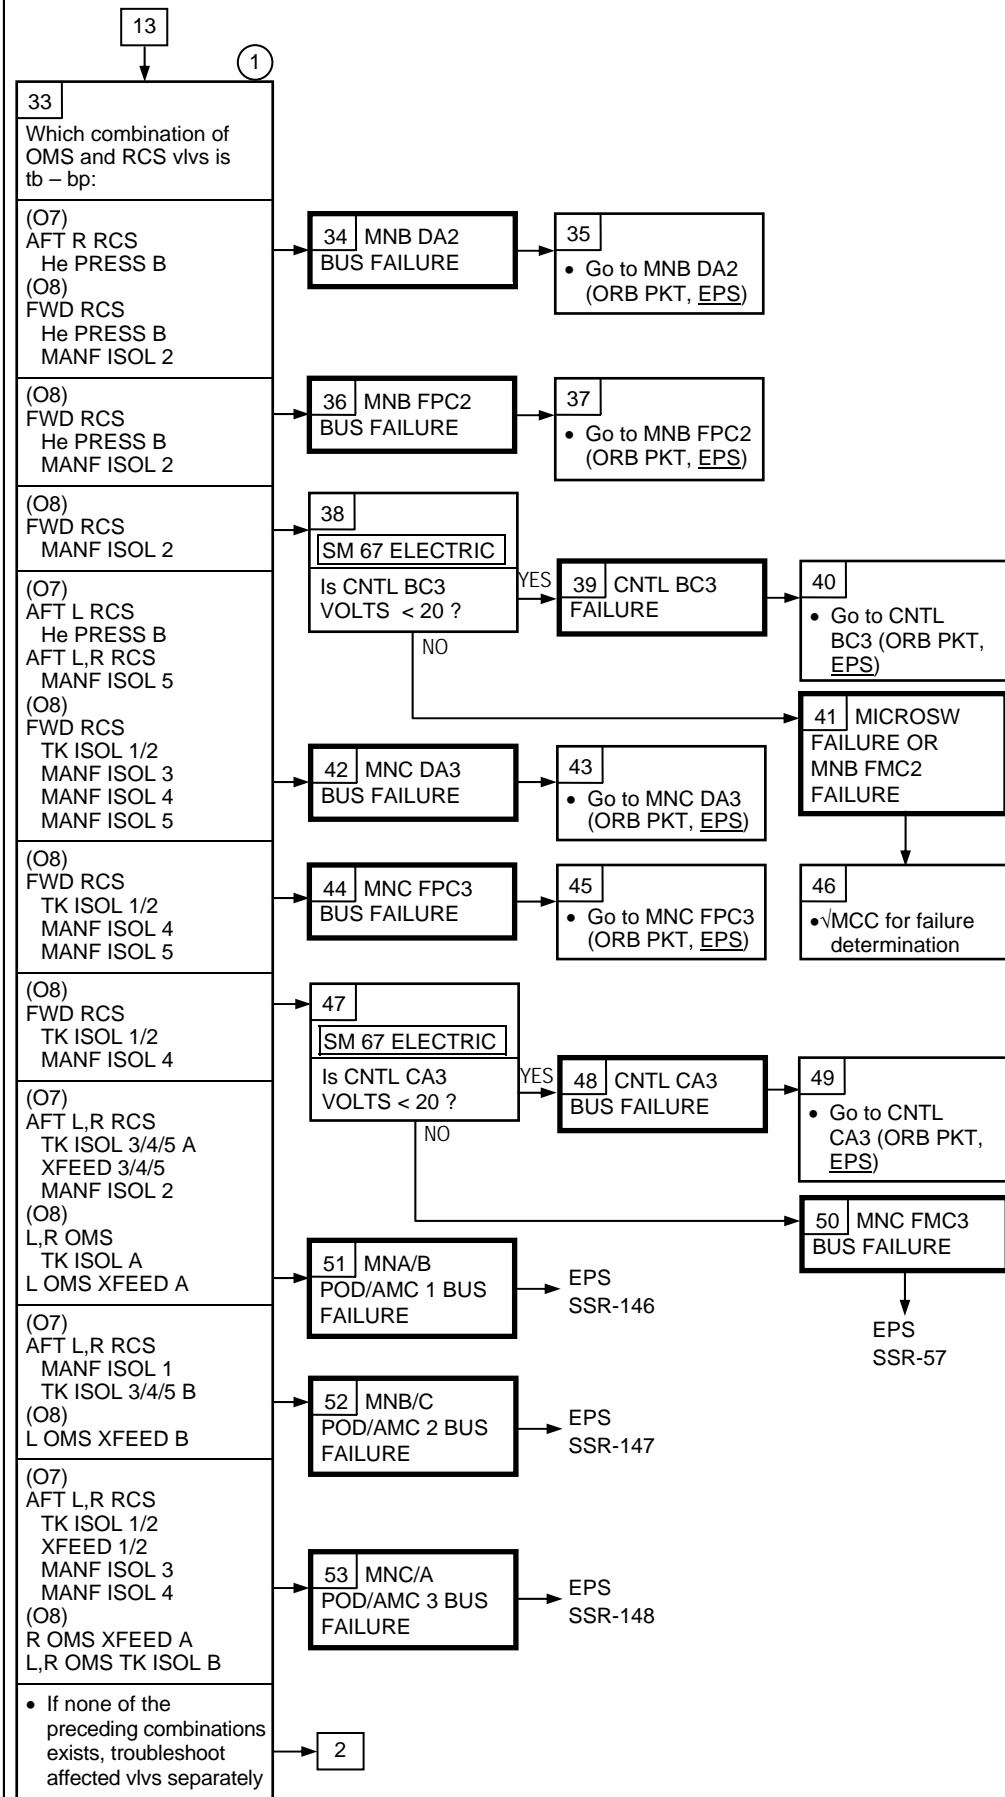 13
1
33
Which combination of
OMS and RCS vlvs is
tb – bp:
(O7)
AFT R RCS
He PRESS B
(O8)
FWD RCS
He PRESS B
MANF ISOL 2
34 MNB DA2
BUS FAILURE
35
• Go to MNB DA2
(ORB PKT, EPS)
(O8)
FWD RCS
He PRESS B
MANF ISOL 2
36 MNB FPC2
BUS FAILURE
37
• Go to MNB FPC2
(ORB PKT, EPS)
(O8)
FWD RCS
MANF ISOL 2
38
SM 67 ELECTRIC
Is CNTL BC3
VOLTS < 20 ?
YES
NO
39 CNTL BC3
FAILURE
40
• Go to CNTL
BC3 (ORB PKT,
EPS)
41 MICROSW
FAILURE OR
MNB FMC2
FAILURE
46
•√MCC for failure
determination
(O7)
AFT L RCS
He PRESS B
AFT L,R RCS
MANF ISOL 5
(O8)
FWD RCS
TK ISOL 1/2
MANF ISOL 3
MANF ISOL 4
MANF ISOL 5
42 MNC DA3
BUS FAILURE
43
• Go to MNC DA3
(ORB PKT, EPS)
(O8)
FWD RCS
TK ISOL 1/2
MANF ISOL 4
MANF ISOL 5
44 MNC FPC3
BUS FAILURE
45
• Go to MNC FPC3
(ORB PKT, EPS)
(O8)
FWD RCS
TK ISOL 1/2
MANF ISOL 4
47
SM 67 ELECTRIC
Is CNTL CA3
VOLTS < 20 ?
YES
NO
48 CNTL CA3
BUS FAILURE
49
• Go to CNTL
CA3 (ORB PKT,
EPS)
50 MNC FMC3
BUS FAILURE
EPS
SSR-57
(O7)
AFT L,R RCS
TK ISOL 3/4/5 A
XFEED 3/4/5
MANF ISOL 2
(O8)
L,R OMS
TK ISOL A
L OMS XFEED A
51 MNA/B
POD/AMC 1 BUS
FAILURE
EPS
SSR-146
(O7)
AFT L,R RCS
MANF ISOL 1
TK ISOL 3/4/5 B
(O8)
L OMS XFEED B
52 MNB/C
POD/AMC 2 BUS
FAILURE
EPS
SSR-147
(O7)
AFT L,R RCS
TK ISOL 1/2
XFEED 1/2
MANF ISOL 3
MANF ISOL 4
(O8)
R OMS XFEED A
L,R OMS TK ISOL B
53 MNC/A
POD/AMC 3 BUS
FAILURE
EPS
SSR-148
• If none of the
preceding combinations
exists, troubleshoot
affected vlvs separately
2